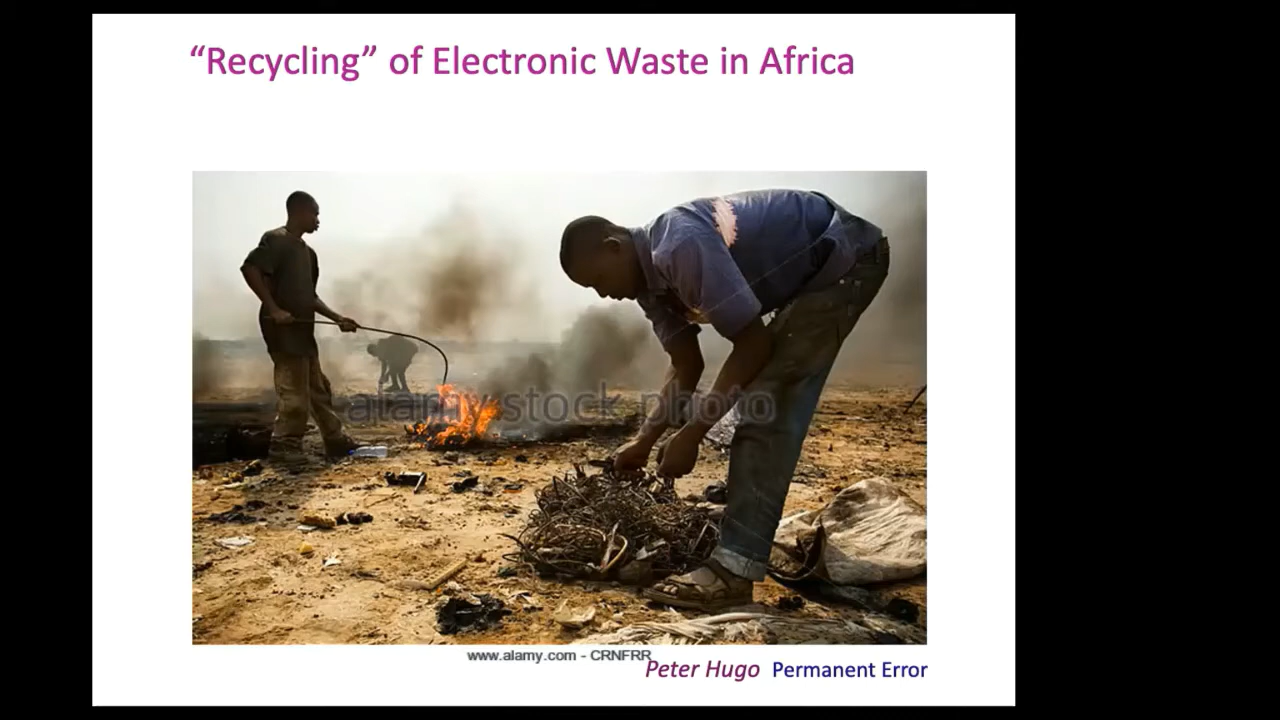 “Recycling” of Electronic Waste in Africa
alamy stock photo
www.alamy.com - CRNFRR
Peter Hugo Permanent Error